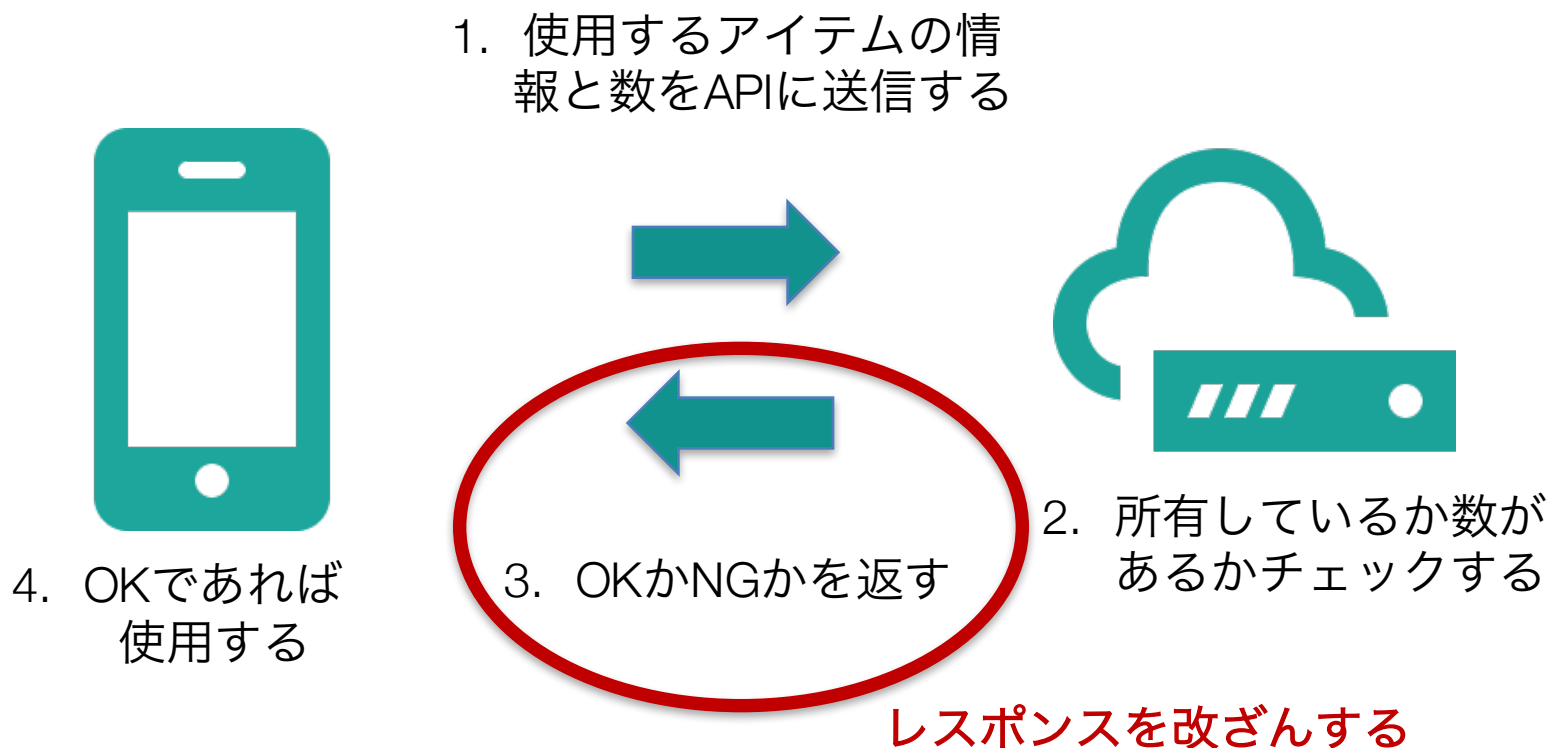 1. 使用するアイテムの情
報と数をAPIに送信する
2. 所有しているか数が
あるかチェックする
3. OKかNGかを返す
4. OKであれば
使用する
レスポンスを改ざんする